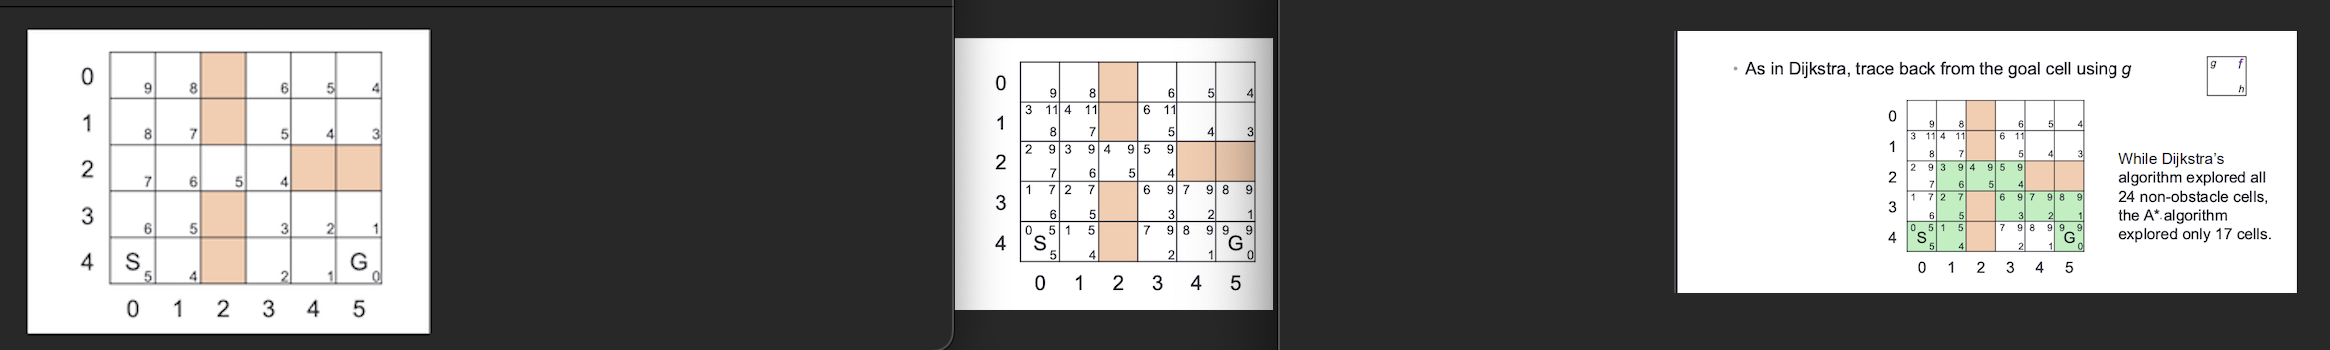 0 9 8 6 5 4
1 8 7 5 4 3
2 7 6 5 4
3 6 5 3 2 1
4 S 5 4 2 1 G 0
0 1 2 3 4 5
0 9 8 6 5 4
3 11 4 11 6 11
1 8 7 5 4 3
2 9 3 9 4 9 5 9
2 7 6 5 4
1 7 2 7 6 9 7 9 8 9
3 6 5 3 2 1
0 5 1 5 7 9 8 9 9 9
4 S 5 4 2 1 G 0
0 1 2 3 4 5
• As in Dijkstra, trace back from the goal cell using g
g f
h
0 9 8 6 5 4
3 11 4 11 6 11
1 8 7 5 4 3
2 9 3 9 4 9 5 9
2 7 6 5 4
1 7 2 7 6 9 7 9 8 9
3 6 5 3 2 1
0 5 1 5 7 9 8 9 9 9
4 S 5 4 2 1 G 0
0 1 2 3 4 5
While Dijkstra's
algorithm explored all
24 non-obstacle cells,
the A* algorithm
explored only 17 cells.